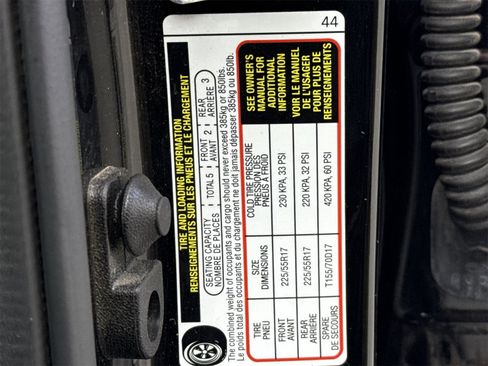 44
TIRE AND LOADING INFORMATION
RENSEIGNEMENTS SUR LES PNEUS ET LE CHARGEMENT
SEATING CAPACITY TOTAL 5 FRONT 2 REAR 3
NOMBRE DE PLACES AVANT ARRIÈRE
The combined weight of occupants and cargo should never exceed 385kg or 850lbs.
Le poids total des occupants et du chargement ne doit jamais dépasser 385kg ou 850lb.
TIRE
PNEU
SIZE
DIMENSIONS
COLD TIRE PRESSURE
PRESSION DES
PNEUS A FROID
FRONT
AVANT
225/55R17
230 KPA, 33 PSI
REAR
ARRIÈRE
225/55R17
220 KPA, 32 PSI
SPARE
DE SECOURS
T155/70D17
420 KPA, 60 PSI
SEE OWNER'S
MANUAL FOR
ADDITIONAL
INFORMATION
VOIR LE MANUEL
DE L'USAGER
POUR PLUS DE
RENSEIGNEMENTS